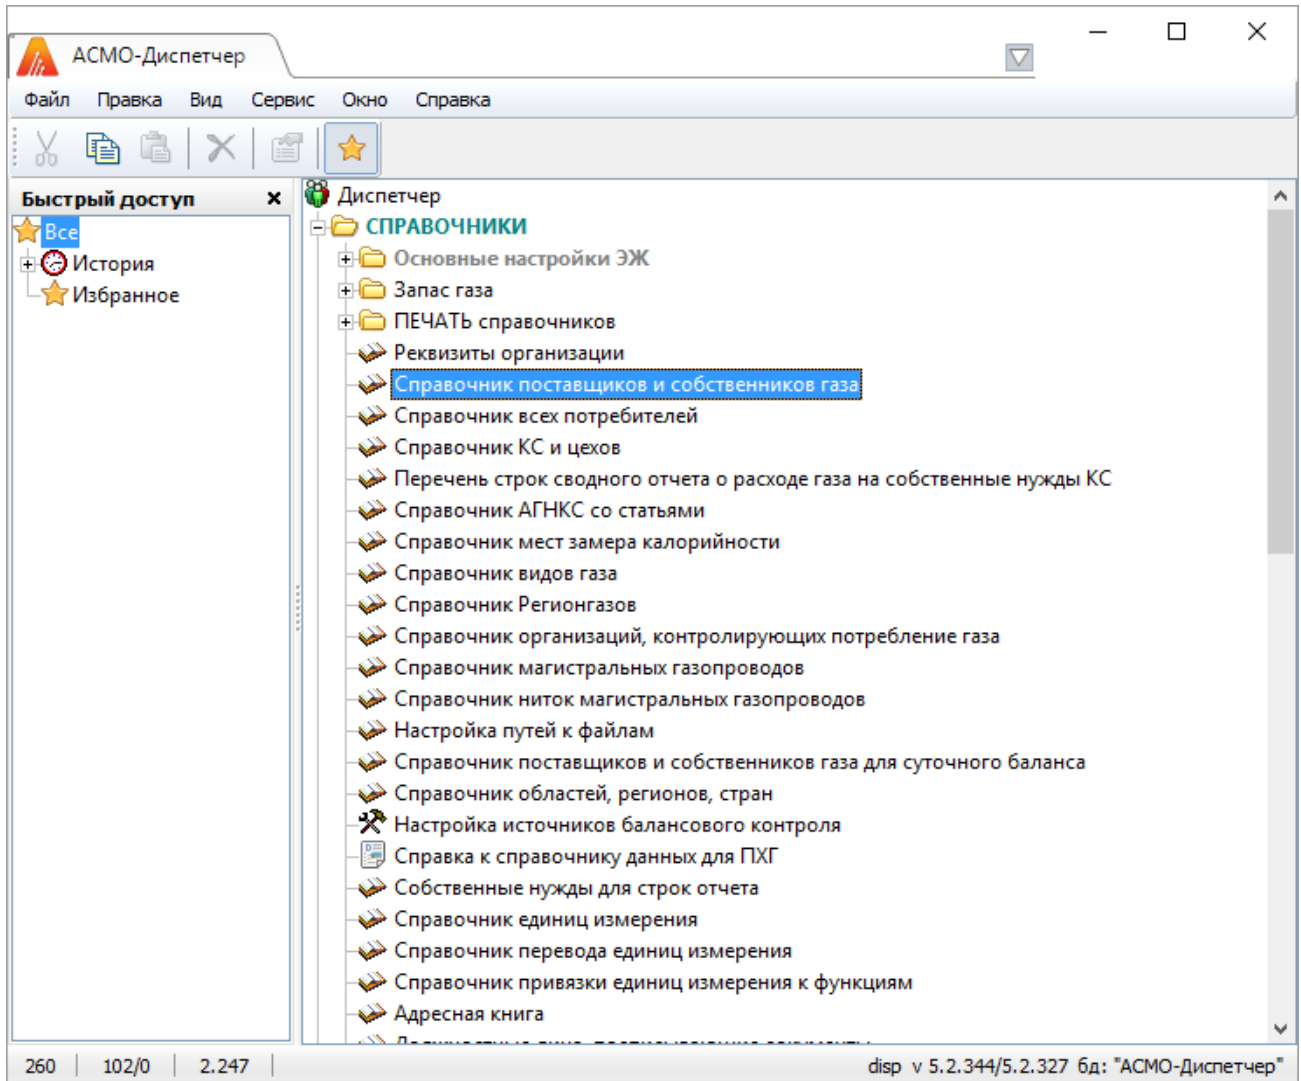 АСМО-Диспетчер
Файл Правка Вид Сервис Окно Справка
Быстрый доступ
Все
История
Избранное
Диспетчер
СПРАВОЧНИКИ
Основные настройки ЭЖ
Запас газа
ПЕЧАТЬ справочников
Реквизиты организации
Справочник поставщиков и собственников газа
Справочник всех потребителей
Справочник КС и цехов
Перечень строк сводного отчета о расходе газа на собственные нужды КС
Справочник АГНКС со статьями
Справочник мест замера калорийности
Справочник видов газа
Справочник Регионгазов
Справочник организаций, контролирующих потребление газа
Справочник магистральных газопроводов
Справочник ниток магистральных газопроводов
Настройка путей к файлам
Справочник поставщиков и собственников газа для суточного баланса
Справочник областей, регионов, стран
Настройка источников балансового контроля
Справка к справочнику данных для ПХГ
Собственные нужды для строк отчета
Справочник единиц измерения
Справочник перевода единиц измерения
Справочник привязки единиц измерения к функциям
Адресная книга
260 102/0 2.247 disp v 5.2.344/5.2.327 бд: "АСМО-Диспетчер"